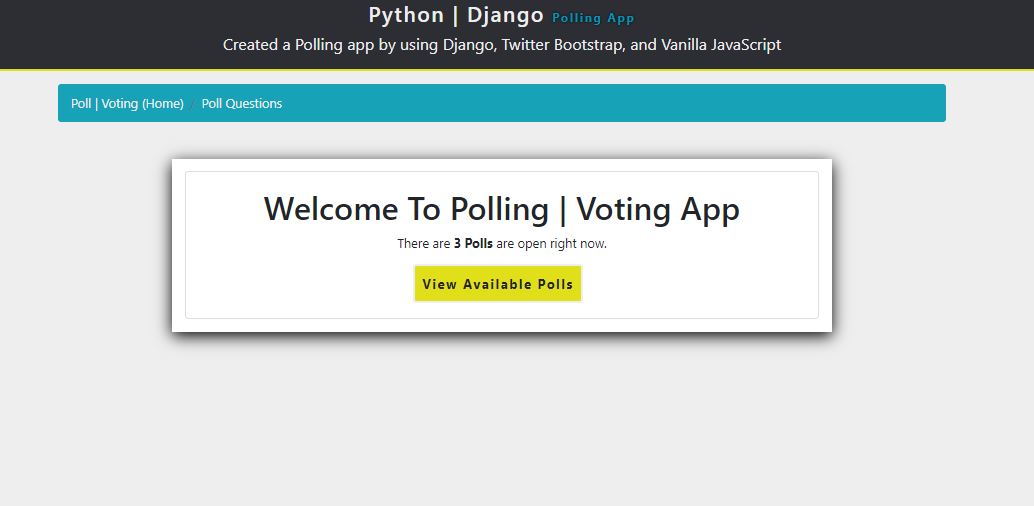 Python | Django Polling App
Created a Polling app by using Django, Twitter Bootstrap, and Vanilla JavaScript
Poll | Voting (Home) / Poll Questions
Welcome To Polling | Voting App
There are 3 Polls are open right now.
View Available Polls